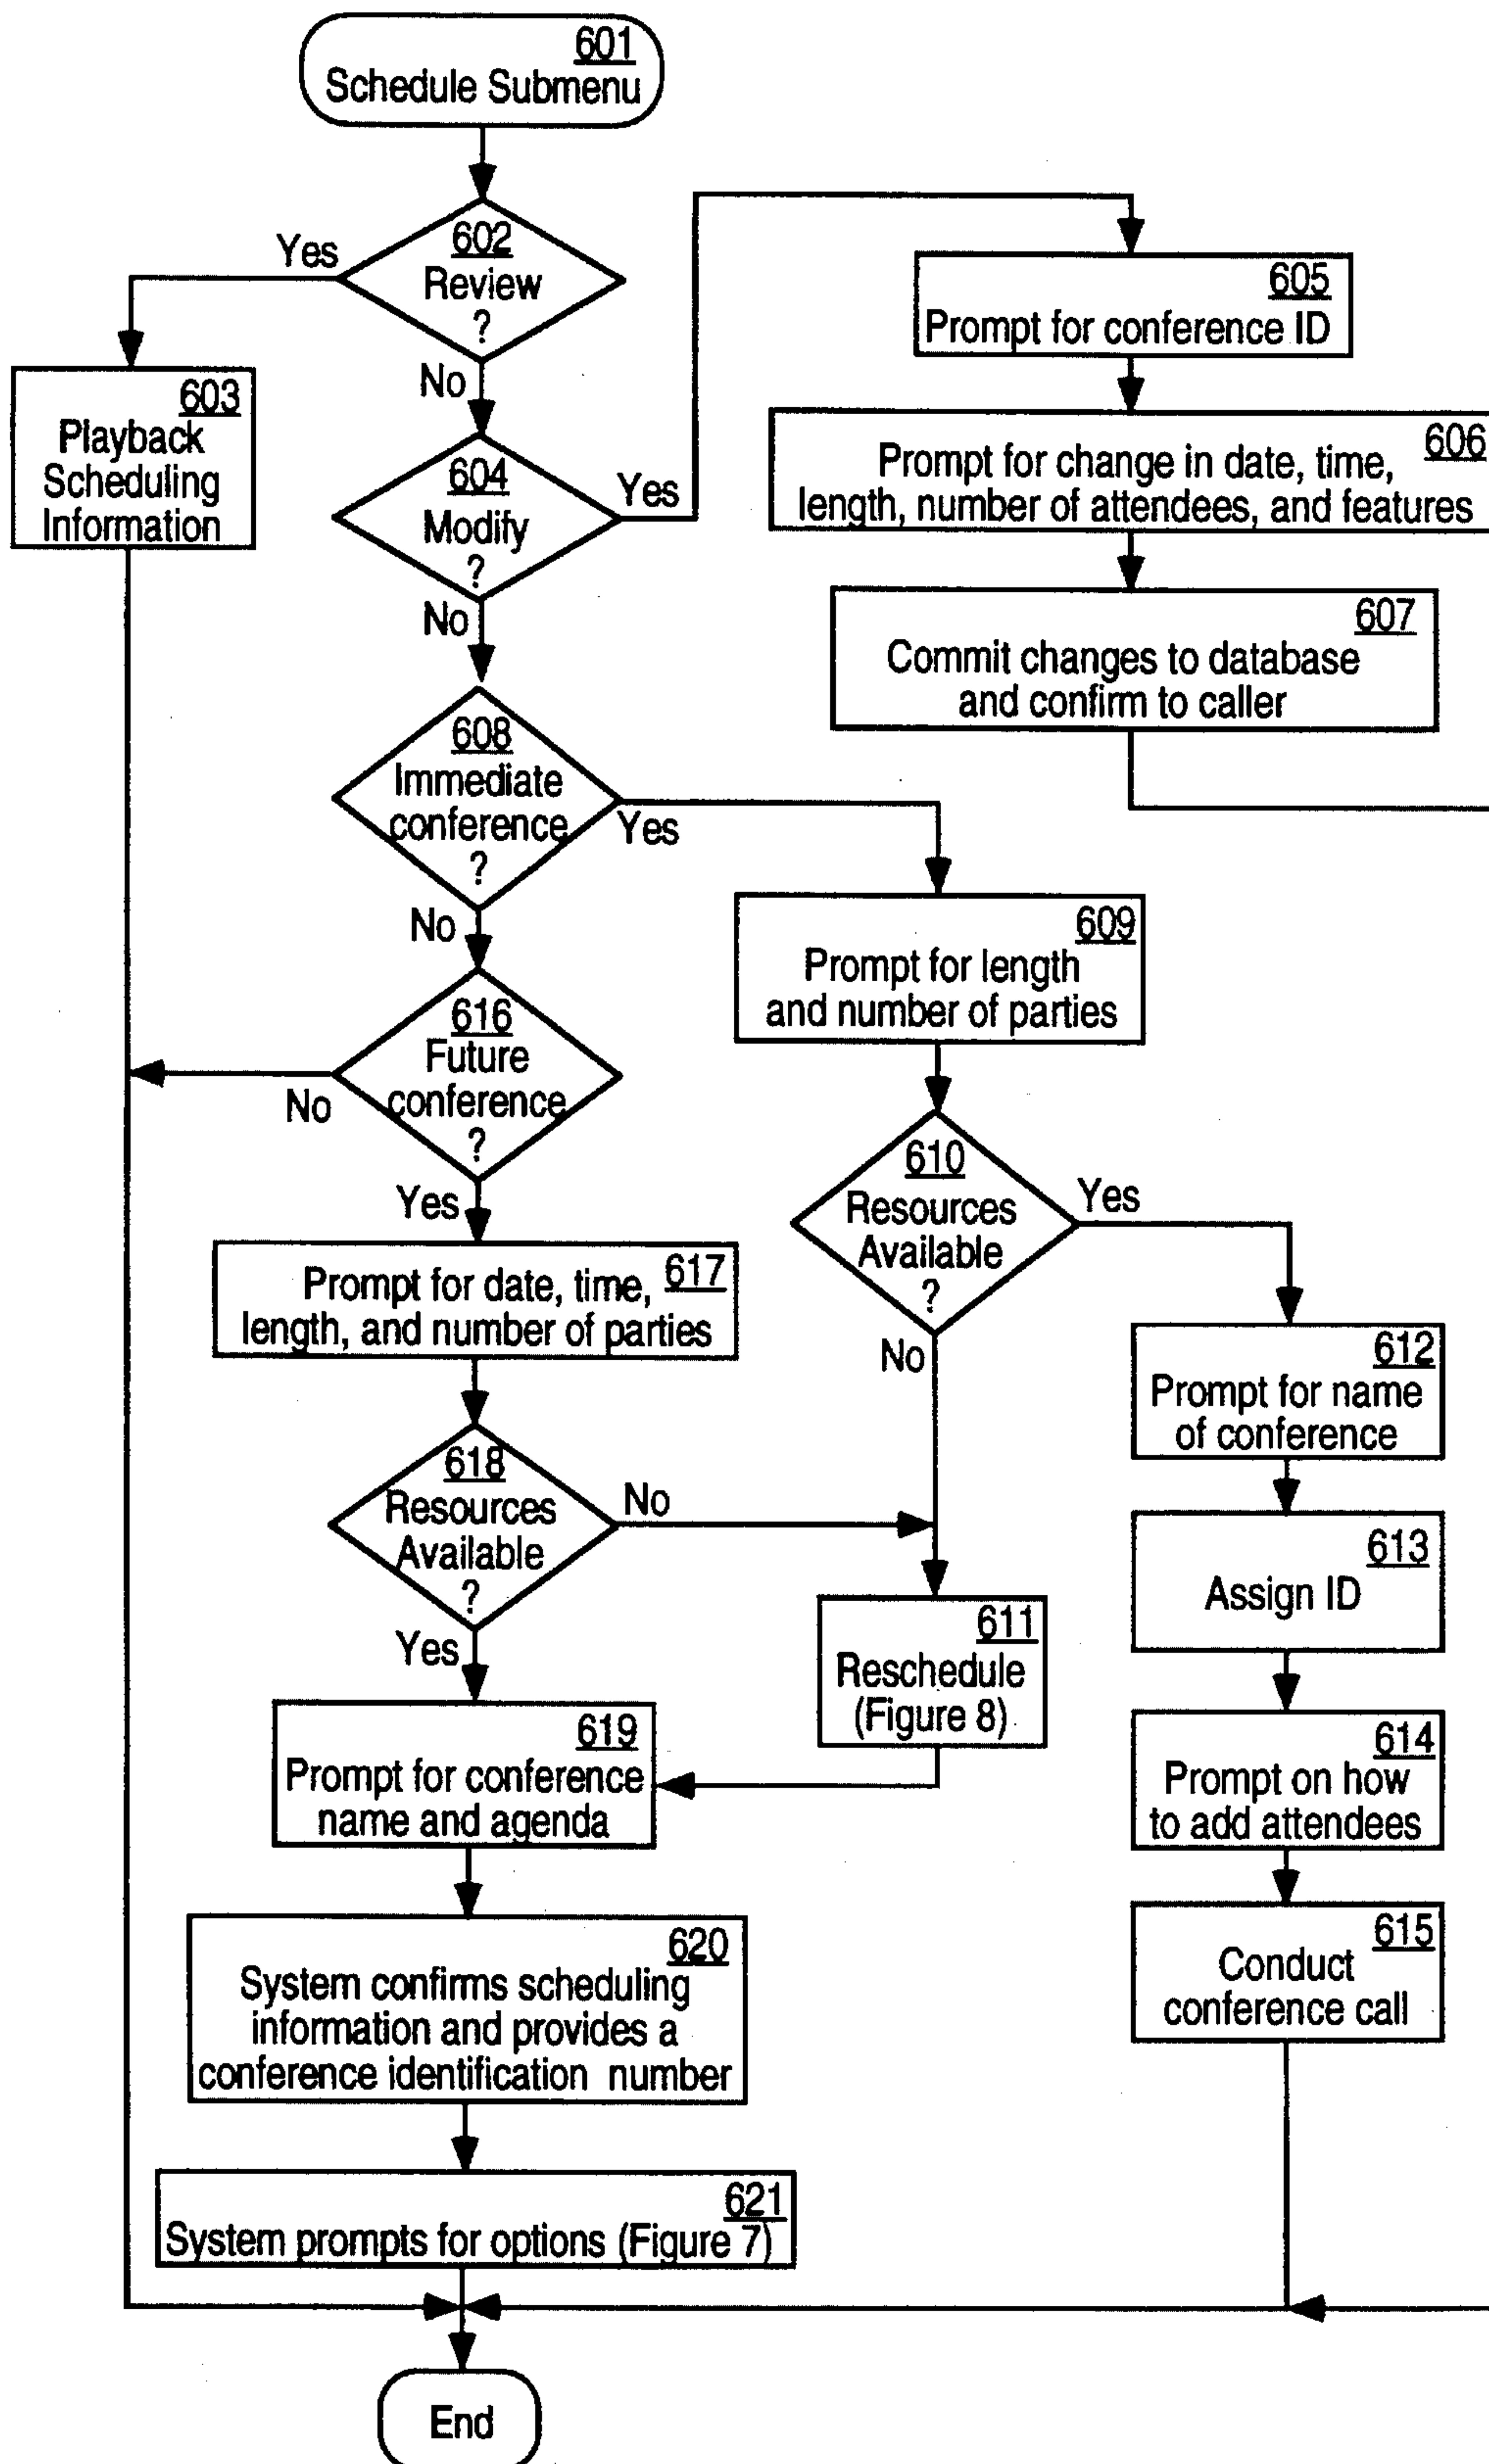 601
Schedule Submenu
602
Review
?
Yes
No
603
Playback
Scheduling
Information
604
Modify
?
Yes
No
605
Prompt for conference ID
606
Prompt for change in date, time,
length, number of attendees, and features
607
Commit changes to database
and confirm to caller
608
Immediate
conference
?
Yes
No
609
Prompt for length
and number of parties
610
Resources
Available
?
Yes
No
611
Reschedule
(Figure 8)
612
Prompt for name
of conference
613
Assign ID
614
Prompt on how
to add attendees
615
Conduct
conference call
616
Future
conference
?
No
Yes
617
Prompt for date, time,
length, and number of parties
618
Resources
Available
?
No
Yes
619
Prompt for conference
name and agenda
620
System confirms scheduling
information and provides a
conference identification number
621
System prompts for options (Figure 7)
End